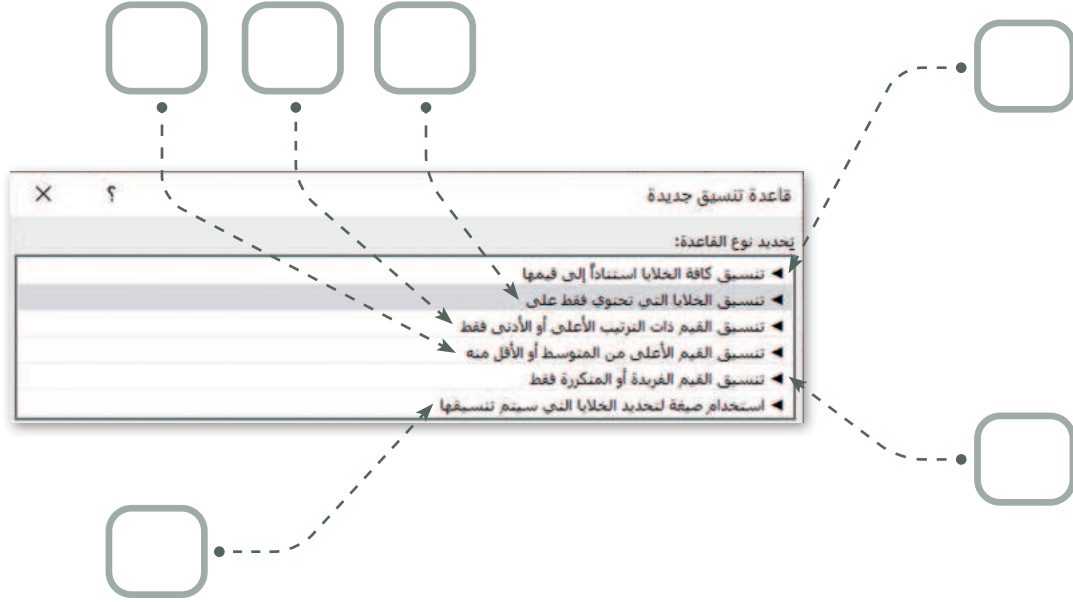 قاعدة تنسيق جديدة ؟ ×
تحديد نوع القاعدة:
◄ تنسيق كافة الخلايا استناداً إلى قيمها
◄ تنسيق الخلايا التي تحتوي فقط على
◄ تنسيق القيم ذات الترتيب الأعلى أو الأدنى فقط
◄ تنسيق القيم الأعلى من المتوسط أو الأقل منه
◄ تنسيق القيم الفريدة أو المتكررة فقط
◄ استخدام صيغة لتحديد الخلايا التي سيتم تنسيقها